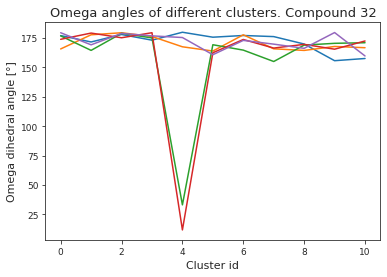 Omega angles of different clusters. Compound 32
Omega dihedral angle [°]
175
150
125
100
75
50
25
0 2 4 6 8 10
Cluster id